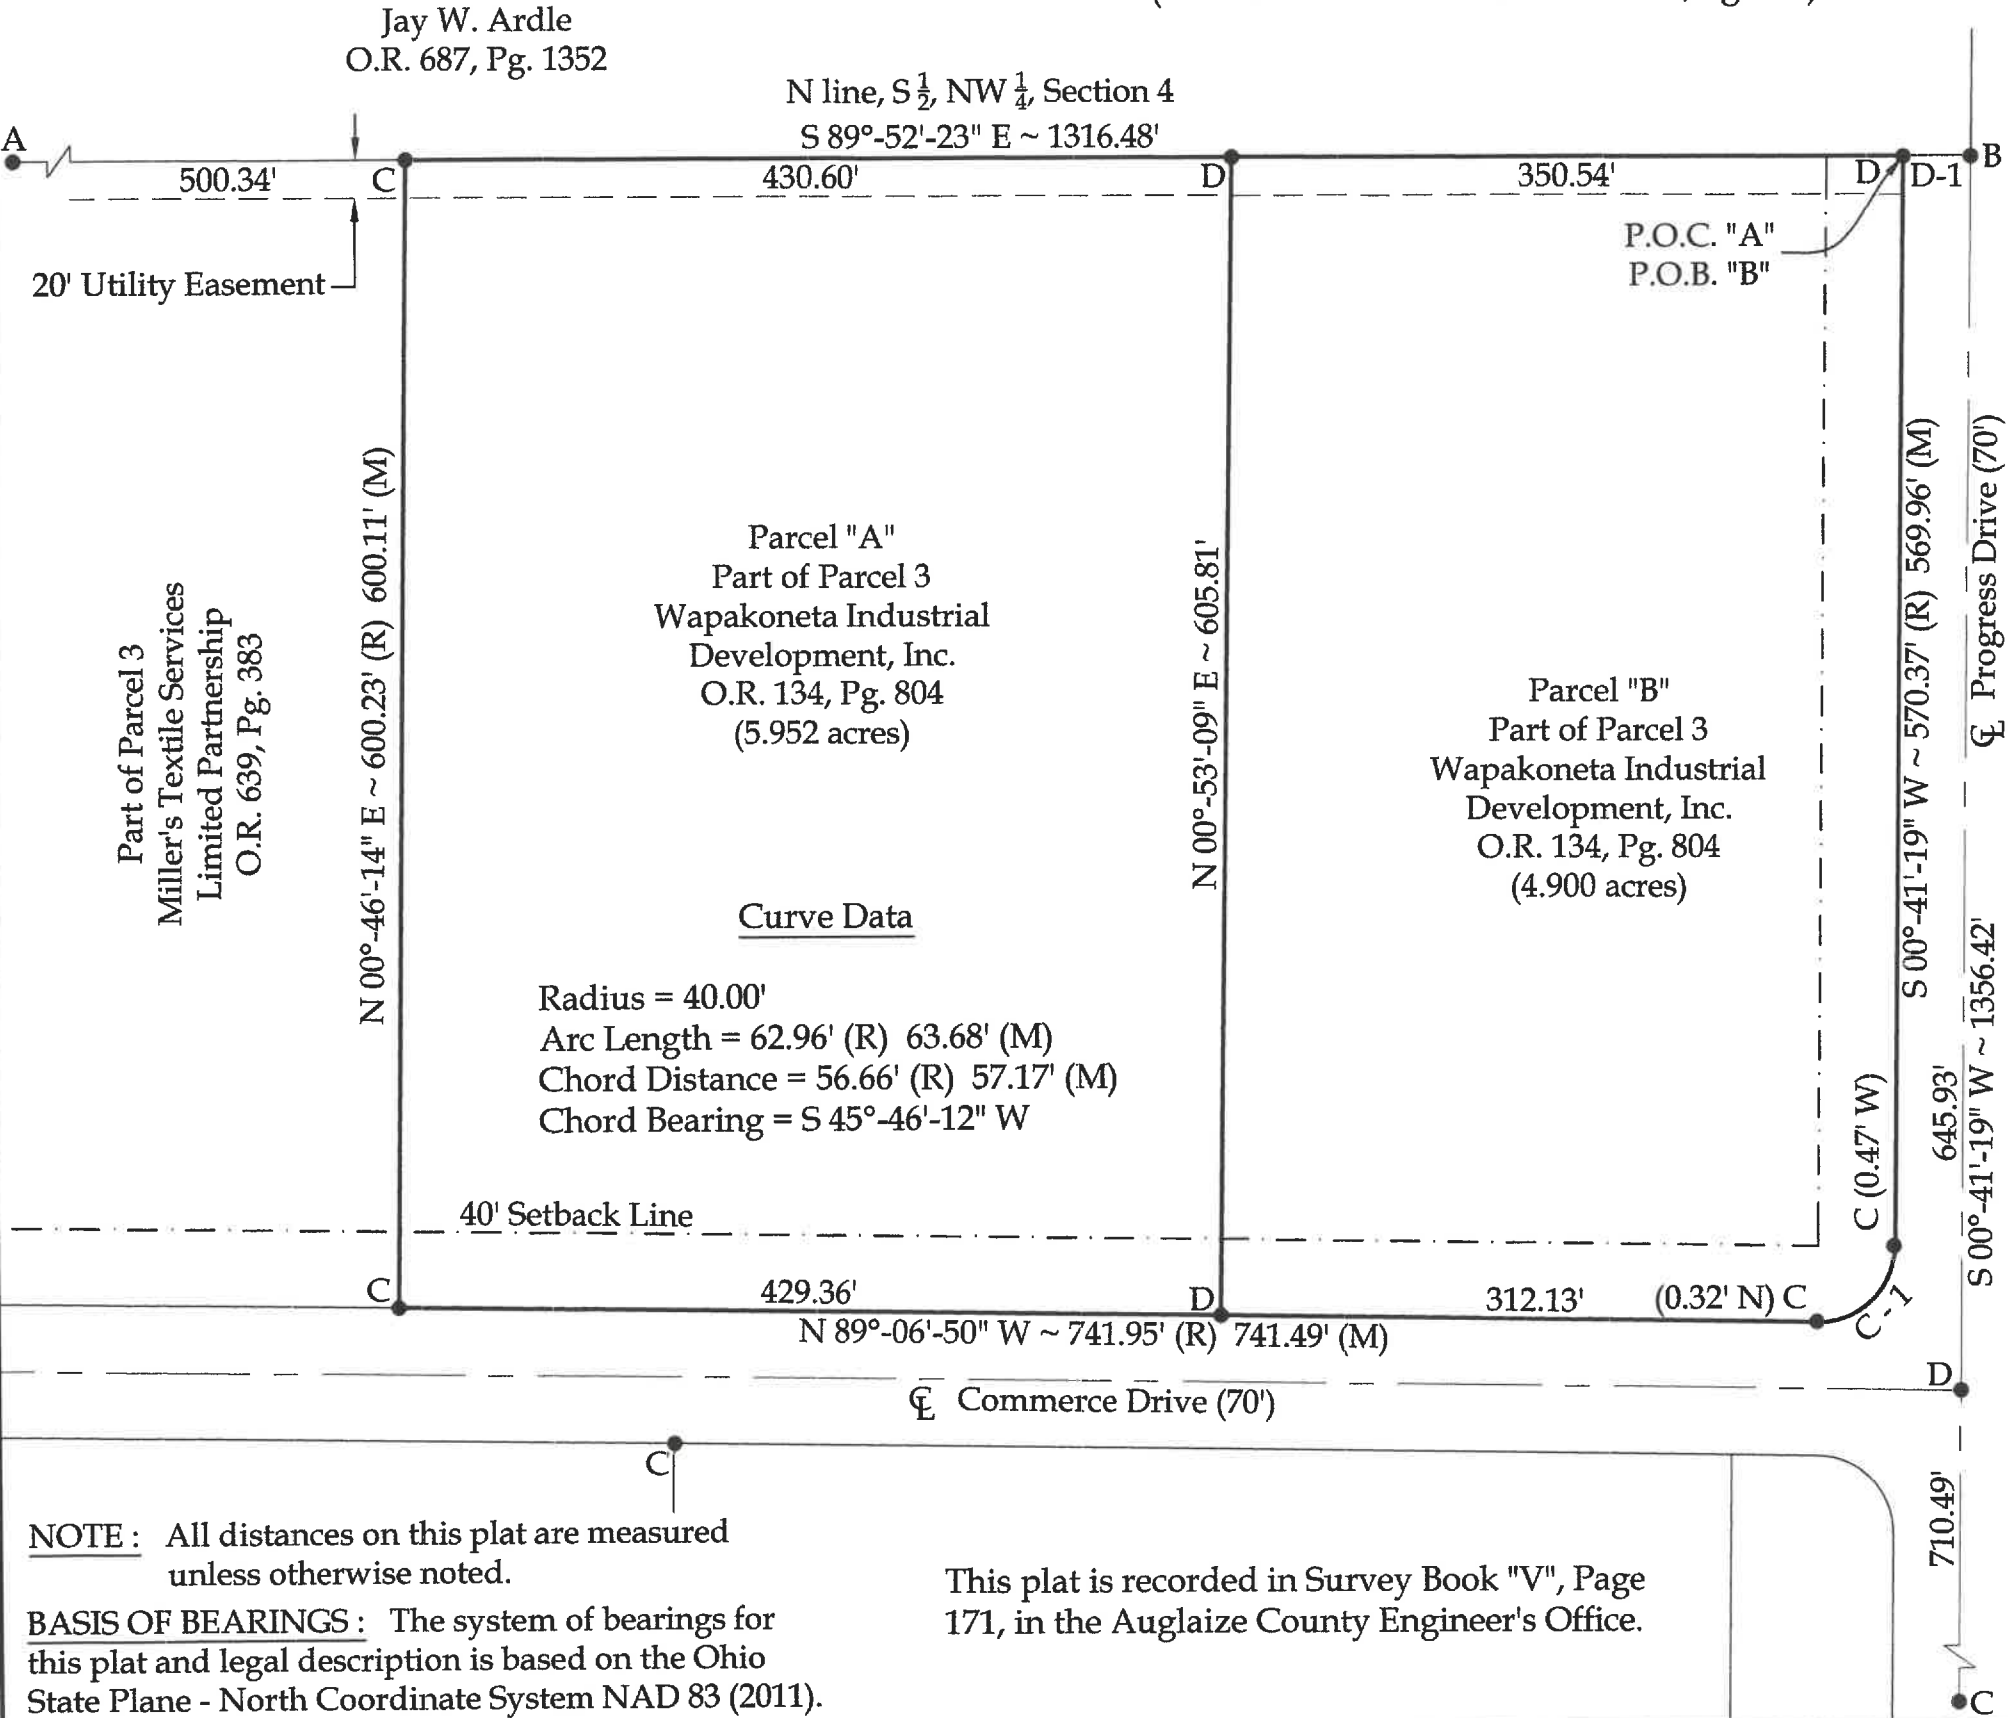 Jay W. Ardle
O.R. 687, Pg. 1352
N line, S 1/2, NW 1/4, Section 4
S 89°-52'-23" E ~ 1316.48'
A
500.34'
C
430.60'
D
350.54'
D
D-1
B
P.O.C. "A"
P.O.B. "B"
20' Utility Easement
Part of Parcel 3
Miller's Textile Services
Limited Partnership
O.R. 639, Pg. 383
N 00°-46'-14" E ~ 600.23' (R) 600.11' (M)
Parcel "A"
Part of Parcel 3
Wapakoneta Industrial
Development, Inc.
O.R. 134, Pg. 804
(5.952 acres)
N 00°-53'-09" E ~ 605.81'
Parcel "B"
Part of Parcel 3
Wapakoneta Industrial
Development, Inc.
O.R. 134, Pg. 804
(4.900 acres)
S 00°-41'-19" W ~ 570.37' (R) 569.96' (M)
℄ Progress Drive (70')
Curve Data
Radius = 40.00'
Arc Length = 62.96' (R) 63.68' (M)
Chord Distance = 56.66' (R) 57.17' (M)
Chord Bearing = S 45°-46'-12" W
C (0.47' W)
645.93'
S 00°-41'-19" W ~ 1356.42'
40' Setback Line
C
429.36'
D
312.13'
(0.32' N) C
C-1
N 89°-06'-50" W ~ 741.95' (R) 741.49' (M)
D
℄ Commerce Drive (70')
C
710.49'
C
NOTE : All distances on this plat are measured
unless otherwise noted.
BASIS OF BEARINGS : The system of bearings for
this plat and legal description is based on the Ohio
State Plane - North Coordinate System NAD 83 (2011).
This plat is recorded in Survey Book "V", Page
171, in the Auglaize County Engineer's Office.